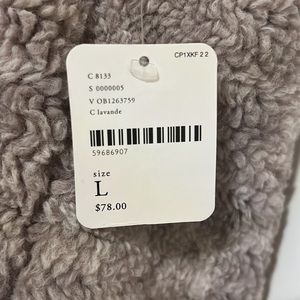 CP1XKF 2 2
C 8133
S 0000005
V OB1263759
C lavande
59686907
size
L
$78.00